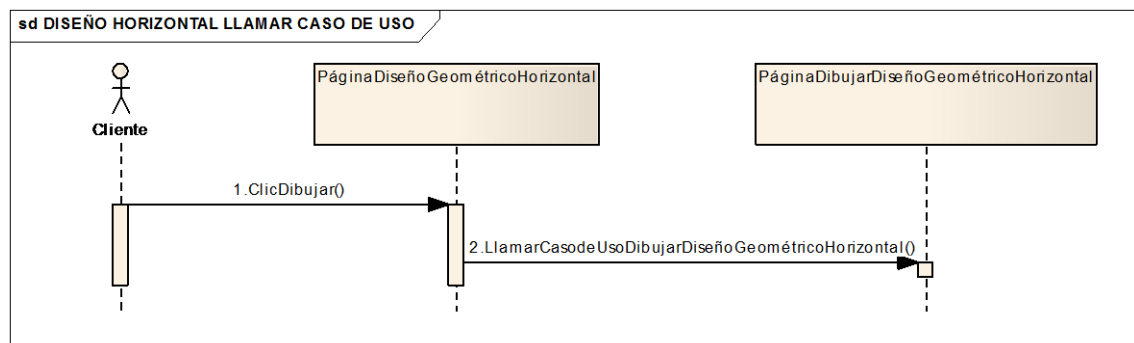 sd DISEÑO HORIZONTAL LLAMAR CASO DE USO
PáginaDiseñoGeométricoHorizontal
PáginaDibujarDiseñoGeométricoHorizontal
Cliente
1.ClicDibujar()
2.LlamarCasodeUsoDibujarDiseñoGeométricoHorizontal()